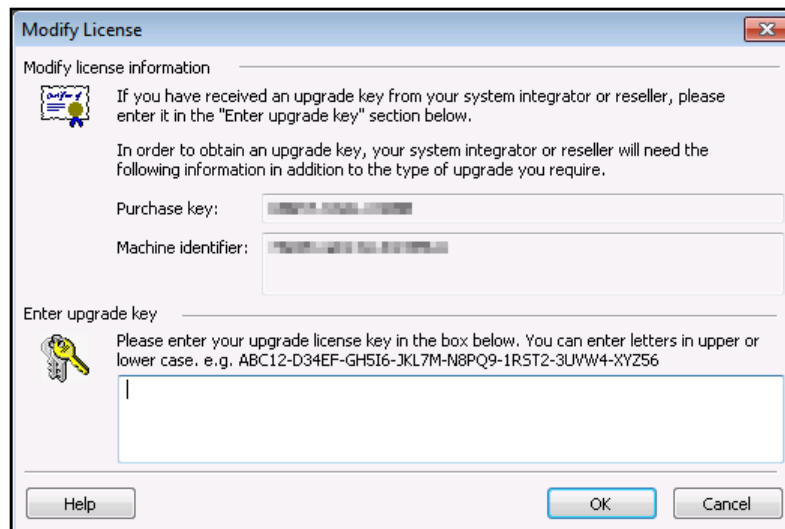 Modify License
Modify license information
If you have received an upgrade key from your system integrator or reseller, please
enter it in the "Enter upgrade key" section below.
In order to obtain an upgrade key, your system integrator or reseller will need the
following information in addition to the type of upgrade you require.
Purchase key:
Machine identifier:
Enter upgrade key
Please enter your upgrade license key in the box below. You can enter letters in upper or
lower case. e.g. ABC12-D34EF-GH5I6-JKL7M-N8PQ9-1RST2-3UVW4-XYZ56
Help
OK
Cancel